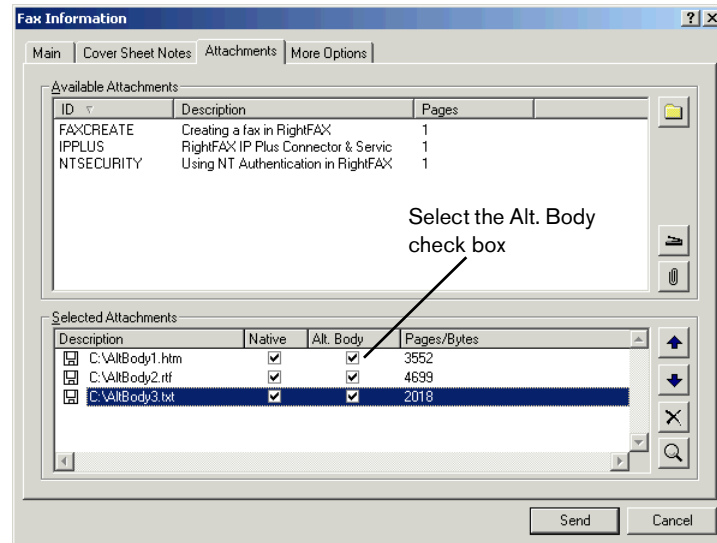 Fax Information
Main Cover Sheet Notes Attachments More Options
Available Attachments
ID Description Pages
FAXCREATE Creating a fax in RightFAX 1
IPPLUS RightFAX IP Plus Connector & Servic 1
NTSECURITY Using NT Authentication in RightFAX 1
Select the Alt. Body
check box
Selected Attachments
Description Native Alt. Body Pages/Bytes
C:\AltBody1.htm 3552
C:\AltBody2.rtf 4699
C:\AltBody3.txt 2018
Send Cancel